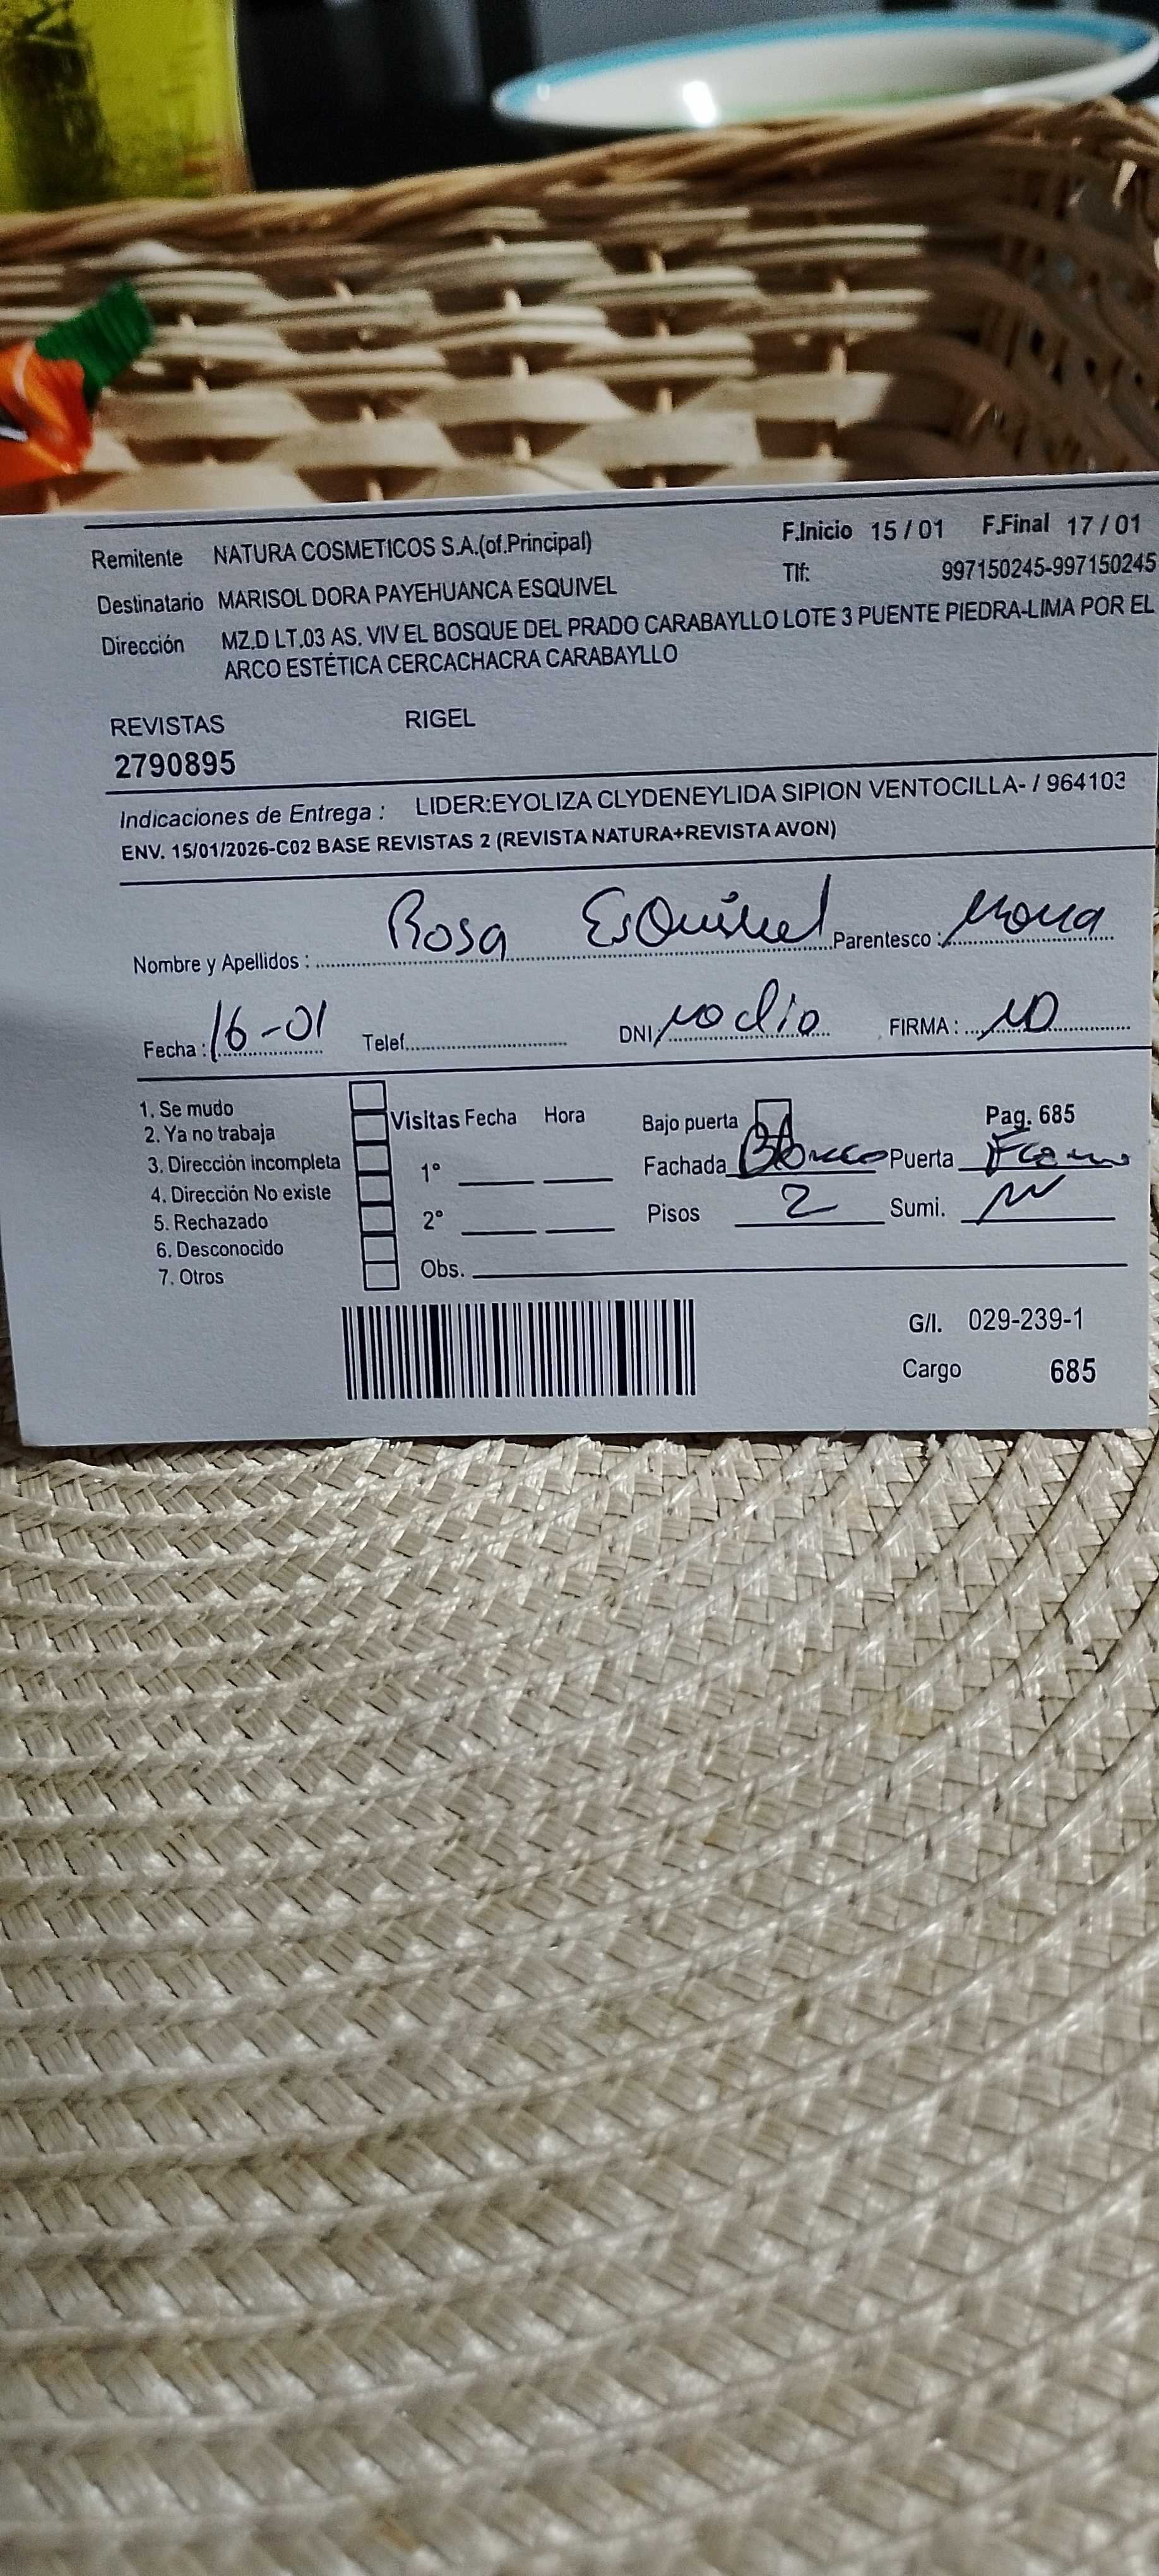 Remitente NATURA COSMETICOS S.A.(of.Principal) F.Inicio 15 / 01 F.Final 17 / 01
Destinatario MARISOL DORA PAYEHUANCA ESQUIVEL Tlf: 997150245-997150245
Dirección MZ.D LT.03 AS. VIV EL BOSQUE DEL PRADO CARABAYLLO LOTE 3 PUENTE PIEDRA-LIMA POR EL
ARCO ESTÉTICA CERCACHACRA CARABAYLLO
REVISTAS RIGEL
2790895
Indicaciones de Entrega : LIDER:EYOLIZA CLYDENEYLIDA SIPION VENTOCILLA- / 964103
ENV. 15/01/2026-C02 BASE REVISTAS 2 (REVISTA NATURA+REVISTA AVON)
Nombre y Apellidos : Rosa Esquivel Parentesco :
Fecha : 16-01 Telef. DNI: no dio FIRMA :
1. Se mudo
2. Ya no trabaja Visitas Fecha Hora Bajo puerta Pag. 685
3. Dirección incompleta 1° Fachada Blanco Puerta
4. Dirección No existe
5. Rechazado 2° Pisos 2 Sumi.
6. Desconocido
7. Otros Obs.
G/I. 029-239-1
Cargo 685